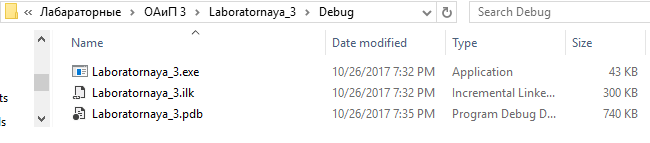 « Лабараторные > ОАиП 3 > Laboratornaya_3 > Debug
Search Debug
Name Date modified Type Size
Laboratornaya_3.exe 10/26/2017 7:32 PM Application 43 KB
Laboratornaya_3.ilk 10/26/2017 7:32 PM Incremental Linke... 300 KB
ts
Laboratornaya_3.pdb 10/26/2017 7:35 PM Program Debug D... 740 KB
ls